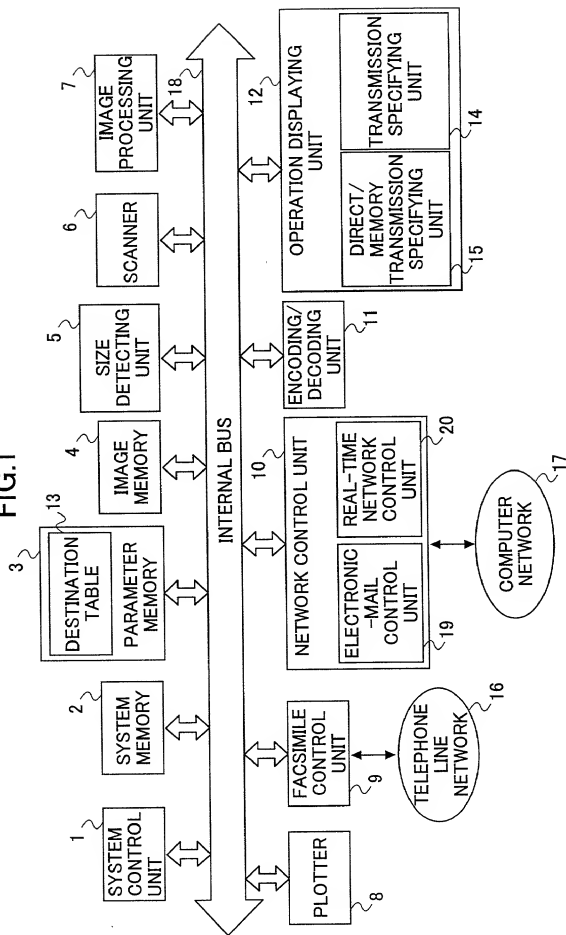 FIG.1
1
SYSTEM
CONTROL
UNIT
2
SYSTEM
MEMORY
3
13
DESTINATION
TABLE
PARAMETER
MEMORY
4
IMAGE
MEMORY
5
SIZE
DETECTING
UNIT
6
SCANNER
7
IMAGE
PROCESSING
UNIT
18
INTERNAL BUS
PLOTTER
8
FACSIMILE
CONTROL
UNIT
9
TELEPHONE
LINE
NETWORK
16
10
NETWORK CONTROL UNIT
ELECTRONIC
-MAIL
CONTROL
UNIT
19
REAL-TIME
NETWORK
CONTROL
UNIT
20
COMPUTER
NETWORK
17
ENCODING/
DECODING
UNIT
11
12
OPERATION DISPLAYING
UNIT
DIRECT/
MEMORY
TRANSMISSION
SPECIFYING
UNIT
15
TRANSMISSION
SPECIFYING
UNIT
14